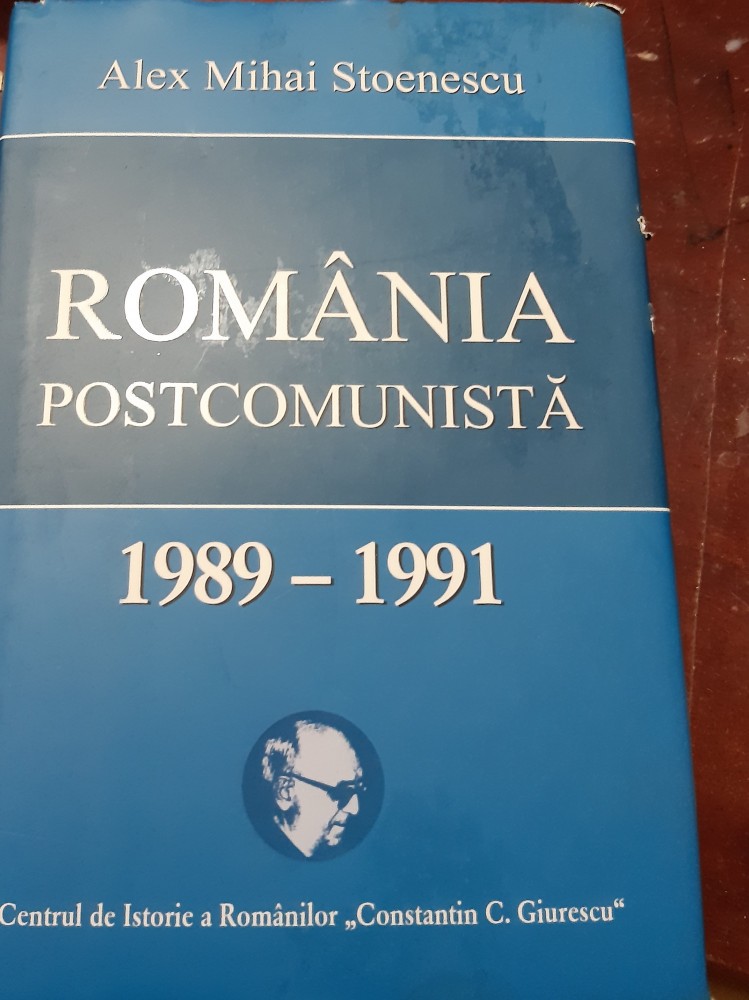 Alex Mihai Stoenescu
ROMÂNIA
POSTCOMUNISTĂ
1989 – 1991
Centrul de Istorie a Românilor „Constantin C. Giurescu“